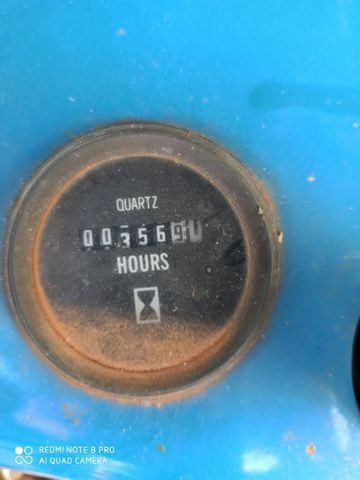 QUARTZ
00356
HOURS
REDMI NOTE 8 PRO
AI QUAD CAMERA